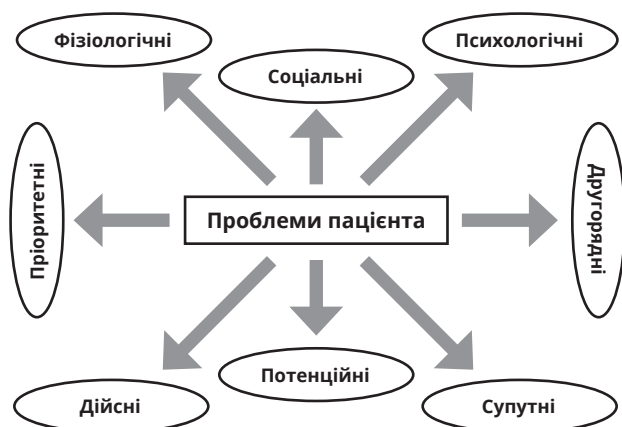 Фізіологічні
Соціальні
Психологічні
Пріоритетні
Проблеми пацієнта
Другорядні
Дійсні
Потенційні
Супутні